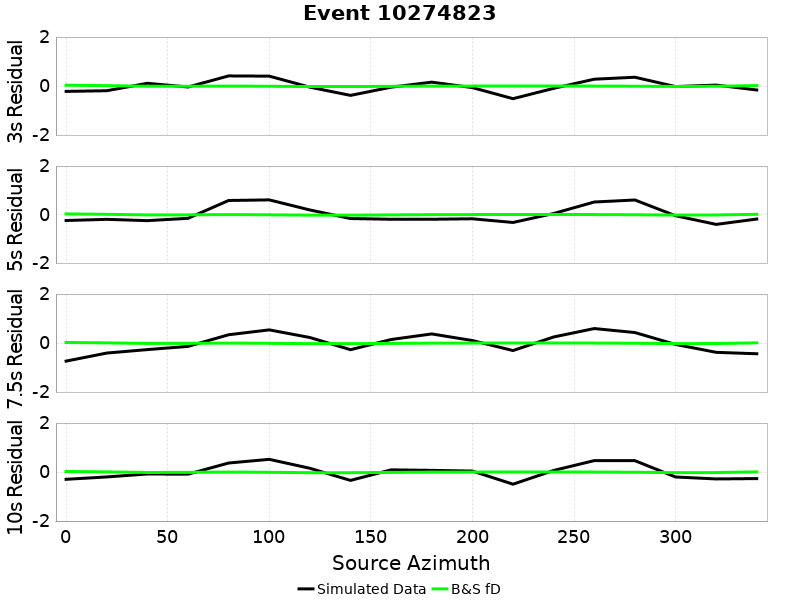 Event 10274823
3s Residual
2
0
-2
5s Residual
2
0
-2
7.5s Residual
2
0
-2
10s Residual
2
0
-2
0 50 100 150 200 250 300
Source Azimuth
Simulated Data B&S fD